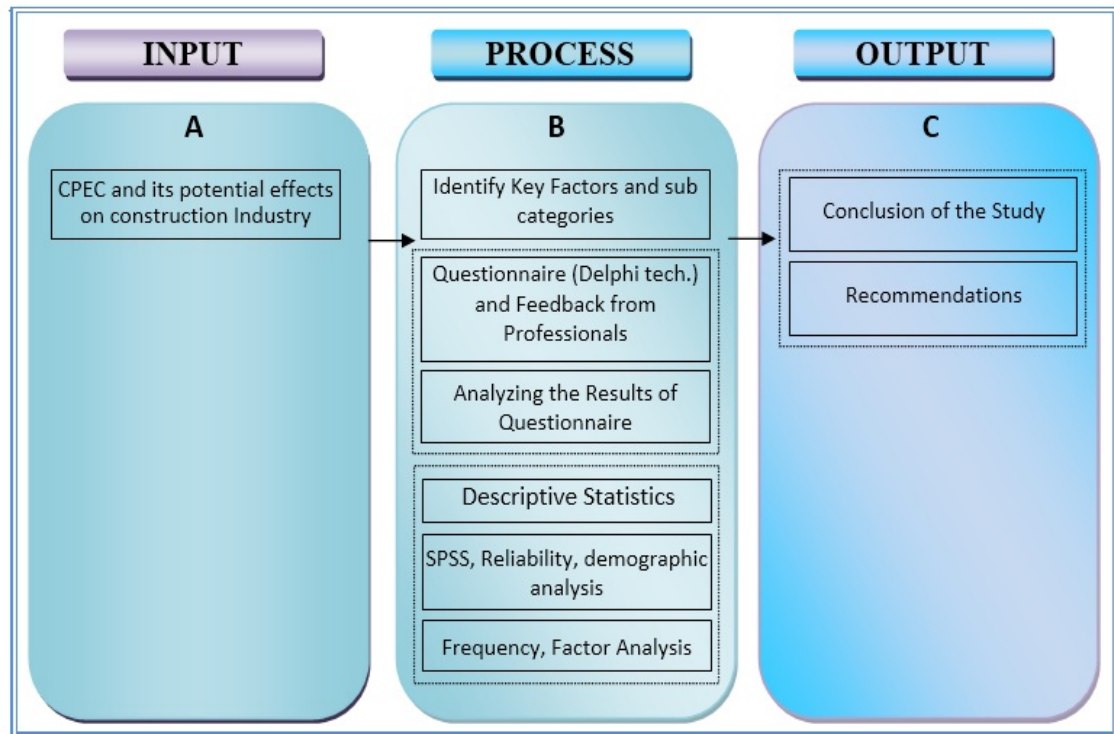 INPUT
PROCESS
OUTPUT
A
CPEC and its potential effects
on construction Industry
B
Identify Key Factors and sub
categories
Questionnaire (Delphi tech.)
and Feedback from
Professionals
Analyzing the Results of
Questionnaire
Descriptive Statistics
SPSS, Reliability, demographic
analysis
Frequency, Factor Analysis
C
Conclusion of the Study
Recommendations